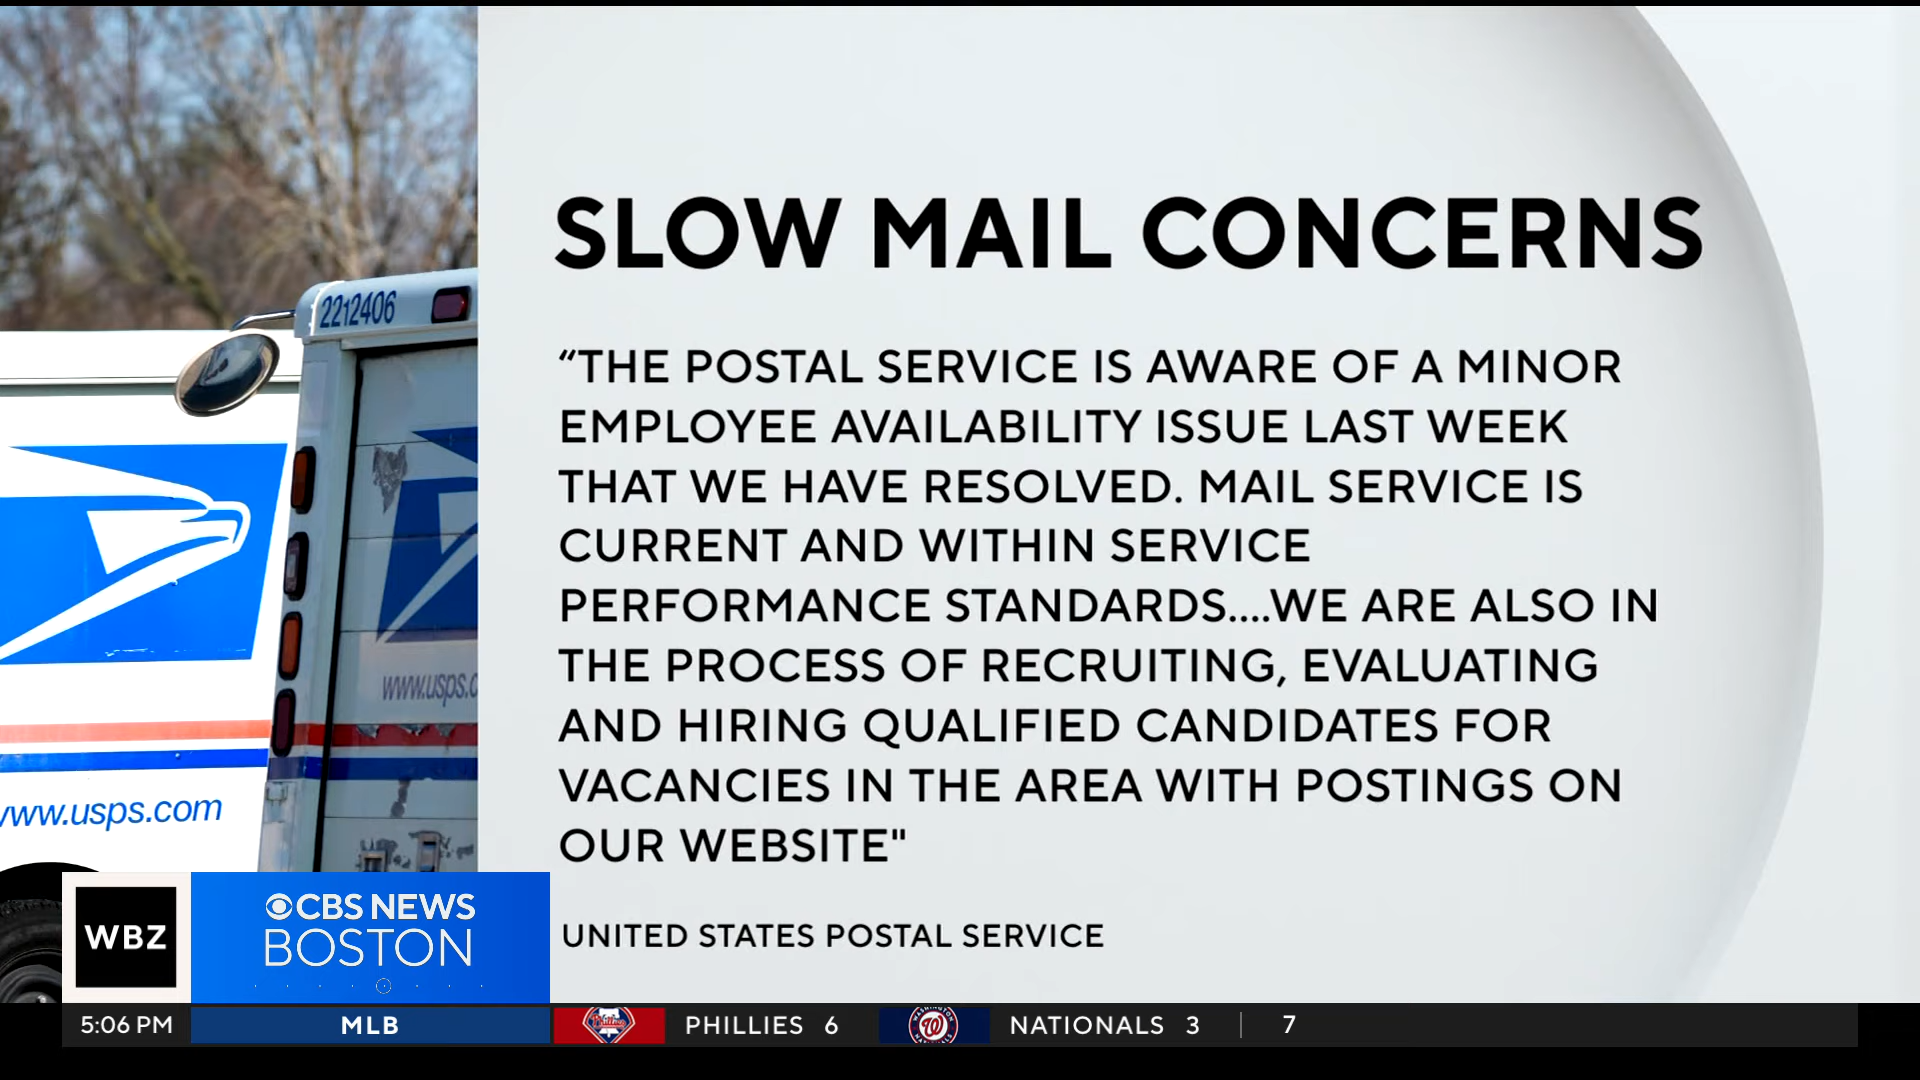 2212406
SLOW MAIL CONCERNS
“THE POSTAL SERVICE IS AWARE OF A MINOR
EMPLOYEE AVAILABILITY ISSUE LAST WEEK
THAT WE HAVE RESOLVED. MAIL SERVICE IS
CURRENT AND WITHIN SERVICE
PERFORMANCE STANDARDS....WE ARE ALSO IN
THE PROCESS OF RECRUITING, EVALUATING
AND HIRING QUALIFIED CANDIDATES FOR
VACANCIES IN THE AREA WITH POSTINGS ON
OUR WEBSITE"
UNITED STATES POSTAL SERVICE
www.usps.c
www.usps.com
WBZ
CBS NEWS
BOSTON
5:06 PM MLB Phillies PHILLIES 6 WASHINGTON W NATIONALS NATIONALS 3 7